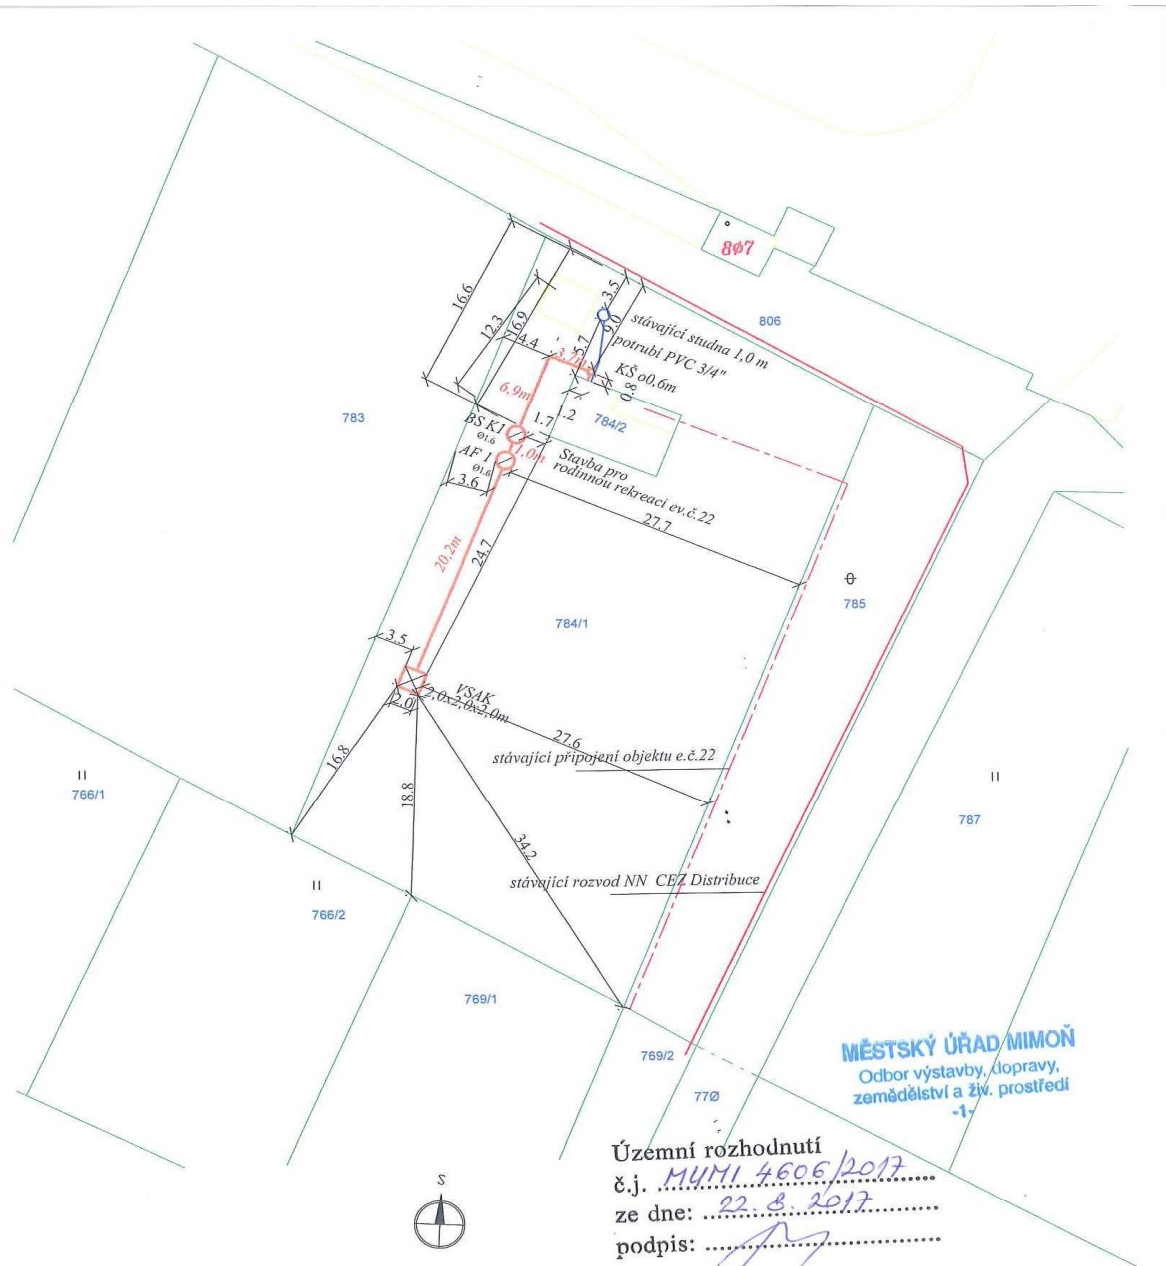 8Ø7
806
16.6
12.3
16.9
4.4
3.5
9.0
5.7
3,7m
stávající studna 1,0 m
potrubí PVC 3/4"
KŠ ø0,6m
0.8
6,9m
1.2
1.7
784/2
783
BS K1
Ø1.6
AF 1
Ø1.6
1,0m
3.6
Stavba pro
rodinnou rekreaci ev.č.22
27.7
20,2m
24.7
785
784/1
3.5
VSAK
2,0x2,0x2,0m
2.0
27.6
16.8
18.8
34.2
stávající připojení objektu e.č.22
766/1
787
stávající rozvod NN ČEZ Distribuce
766/2
769/1
769/2
77Ø
MĚSTSKÝ ÚŘAD MIMOŇ
Odbor výstavby, dopravy,
zemědělství a živ. prostředí
-1-
Územní rozhodnutí
č.j. MUMI 4606/2017
ze dne: 22. 8. 2017
podpis:
S